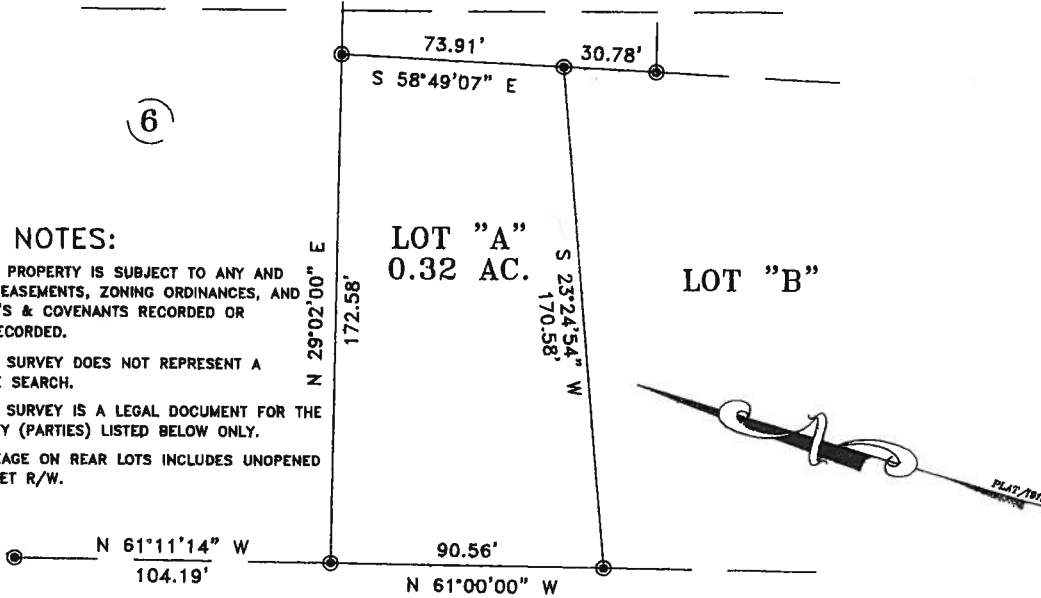 73.91'
30.78'
S 58°49'07" E
6
NOTES:
PROPERTY IS SUBJECT TO ANY AND
EASEMENTS, ZONING ORDINANCES, AND
'S & COVENANTS RECORDED OR
ECORDED.
SURVEY DOES NOT REPRESENT A
SEARCH.
SURVEY IS A LEGAL DOCUMENT FOR THE
Y (PARTIES) LISTED BELOW ONLY.
EAGE ON REAR LOTS INCLUDES UNOPENED
ET R/W.
N 29°02'00" E
172.58'
LOT "A"
0.32 AC.
S 23°24'54" W
170.58'
LOT "B"
PLAT
N 61°11'14" W
104.19'
90.56'
N 61°00'00" W